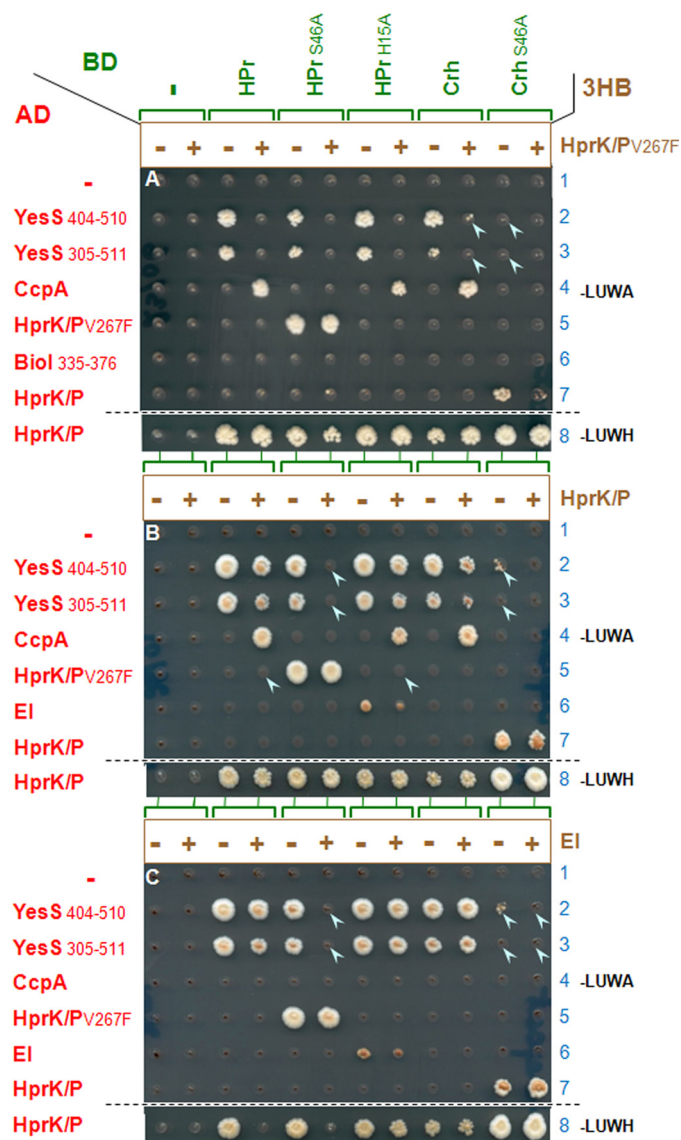 BD
-
HPr
HPr S46A
HPr H15A
Crh
Crh S46A
3HB
AD
- + - + - + - + - + - + HprK/PV267F
A
- 1
YesS 404-510 2
YesS 305-511 3
CcpA 4 -LUWA
HprK/PV267F 5
BioI 335-376 6
HprK/P 7
HprK/P 8 -LUWH
- + - + - + - + - + - + HprK/P
B
- 1
YesS 404-510 2
YesS 305-511 3
CcpA 4 -LUWA
HprK/PV267F 5
EI 6
HprK/P 7
HprK/P 8 -LUWH
- + - + - + - + - + - + EI
C
- 1
YesS 404-510 2
YesS 305-511 3
CcpA 4 -LUWA
HprK/PV267F 5
EI 6
HprK/P 7
HprK/P 8 -LUWH